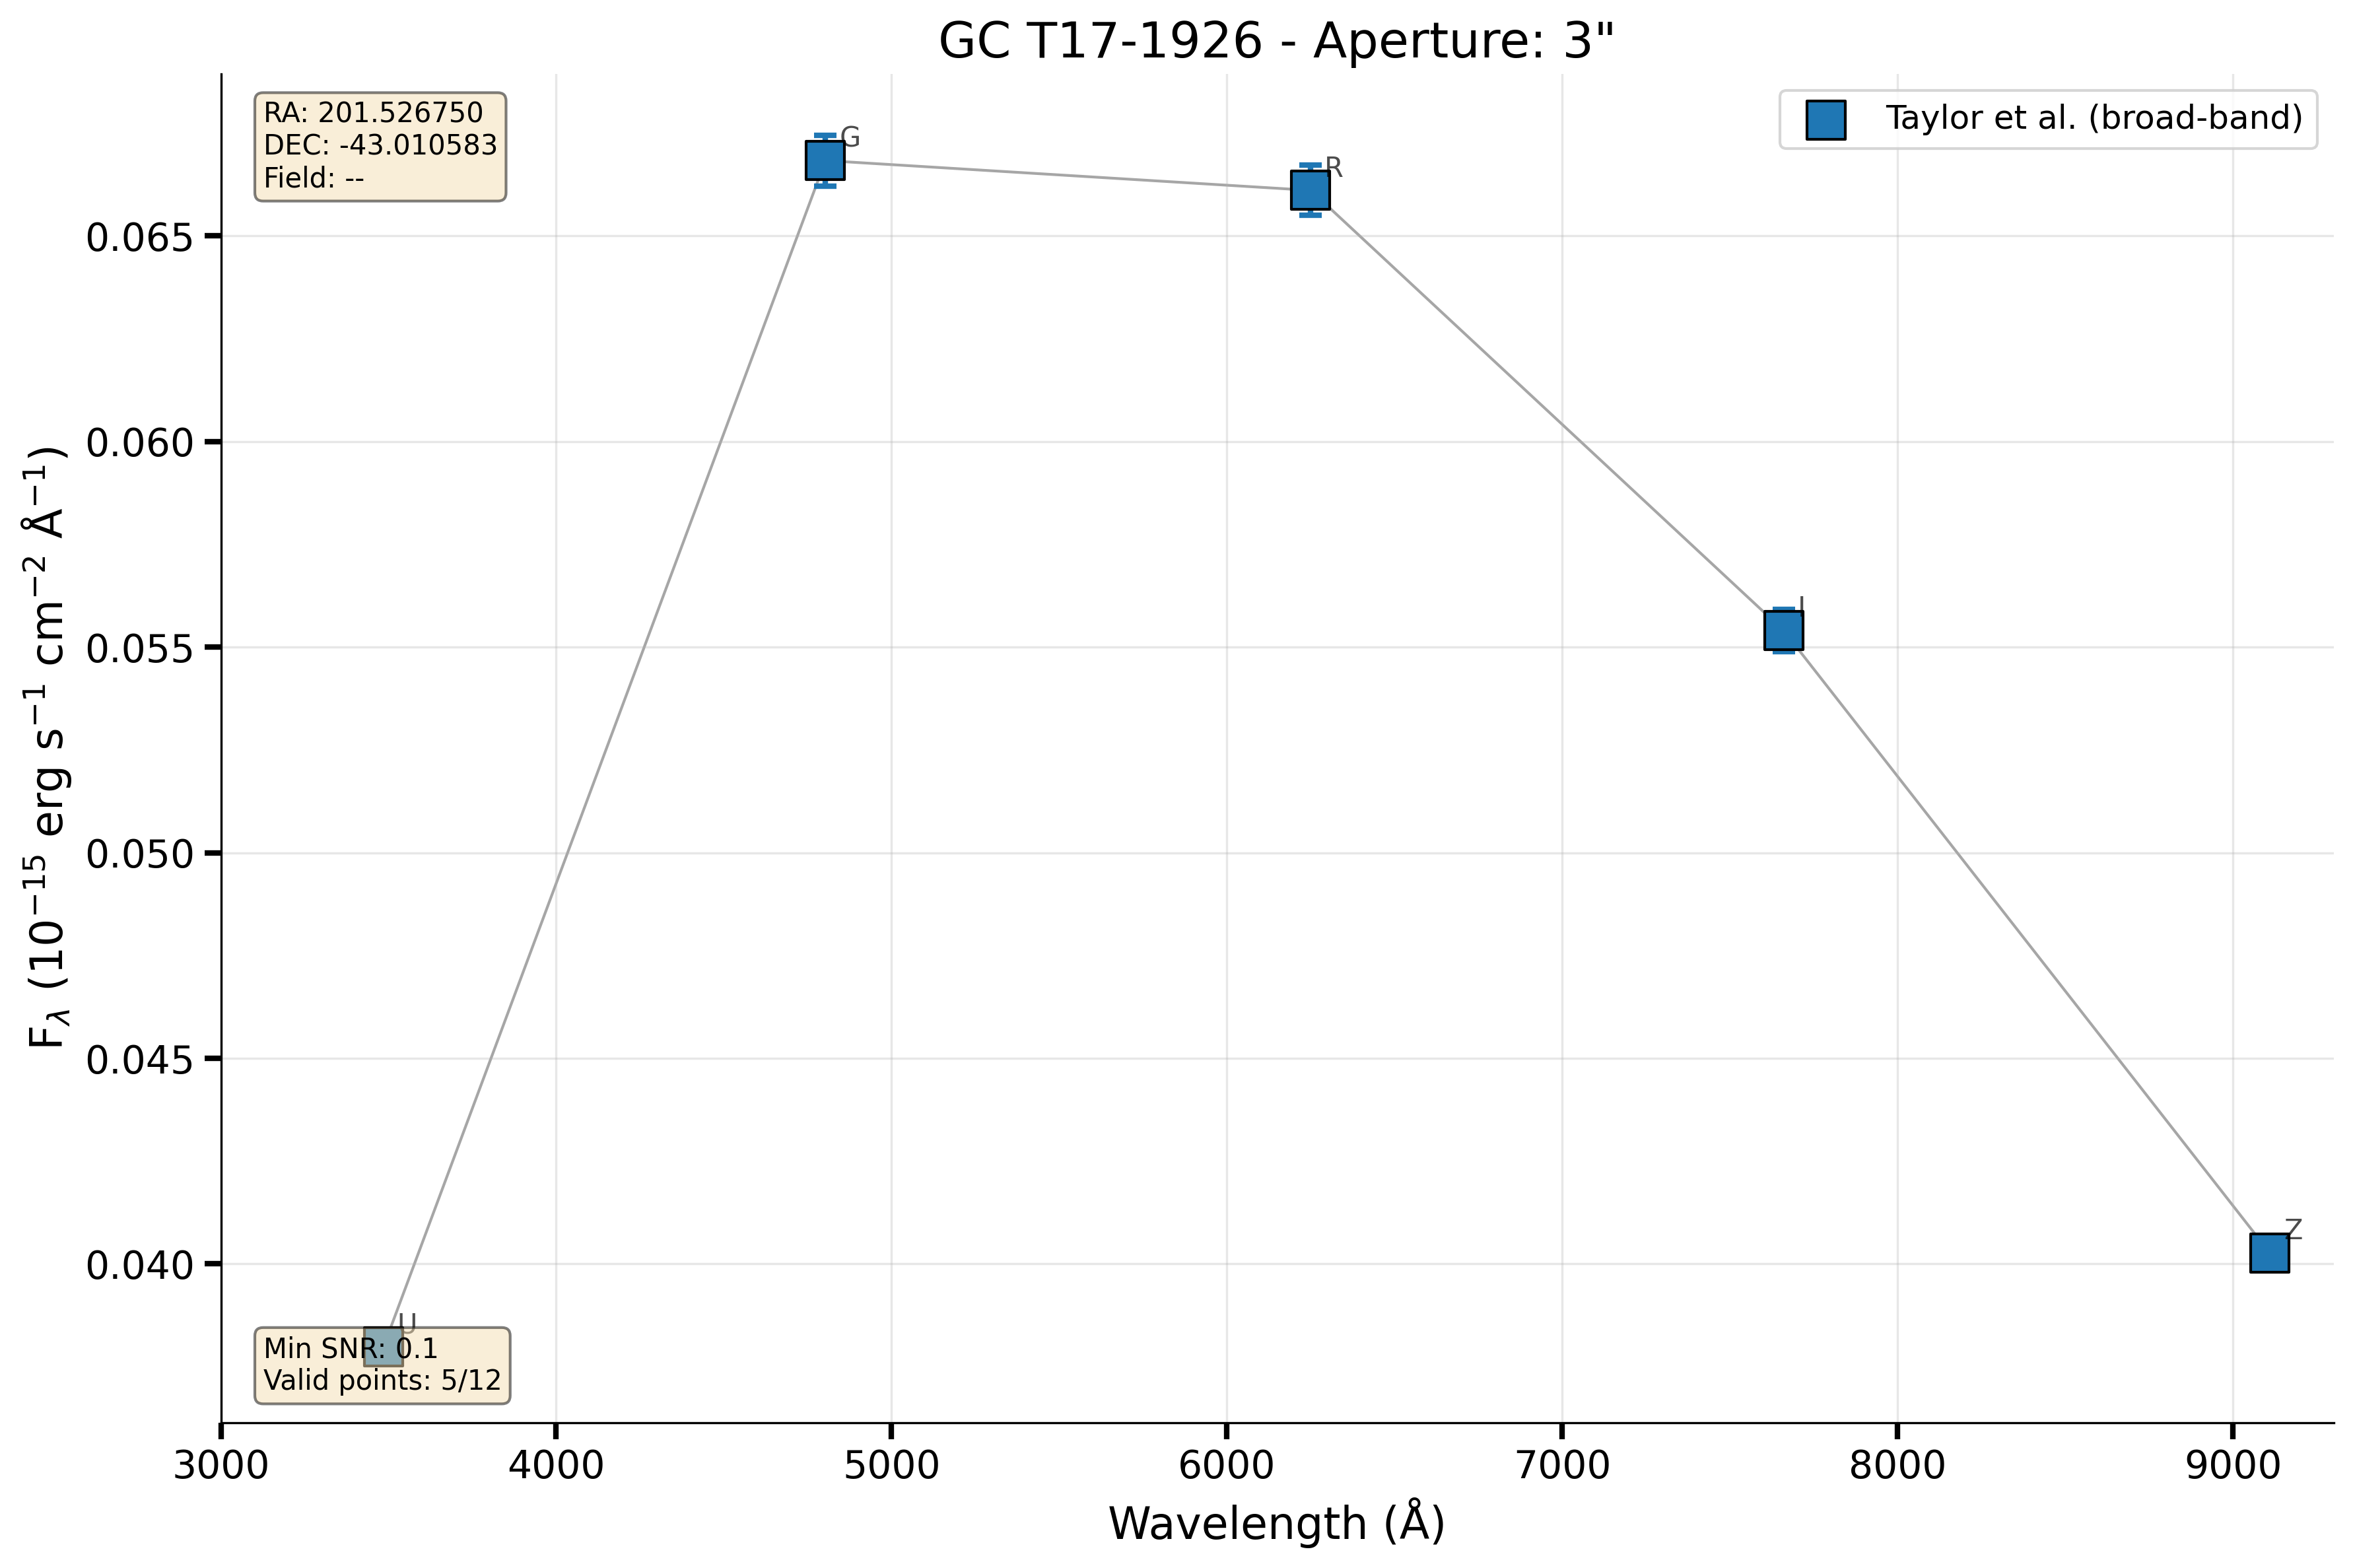 GC T17-1926 - Aperture: 3"
RA: 201.526750
DEC: -43.010583
Field: --
Taylor et al. (broad-band)
G
R
I
Z
U
Min SNR: 0.1
Valid points: 5/12
0.065
0.060
0.055
0.050
0.045
0.040
F_λ (10⁻¹⁵ erg s⁻¹ cm⁻² Å⁻¹)
3000 4000 5000 6000 7000 8000 9000
Wavelength (Å)